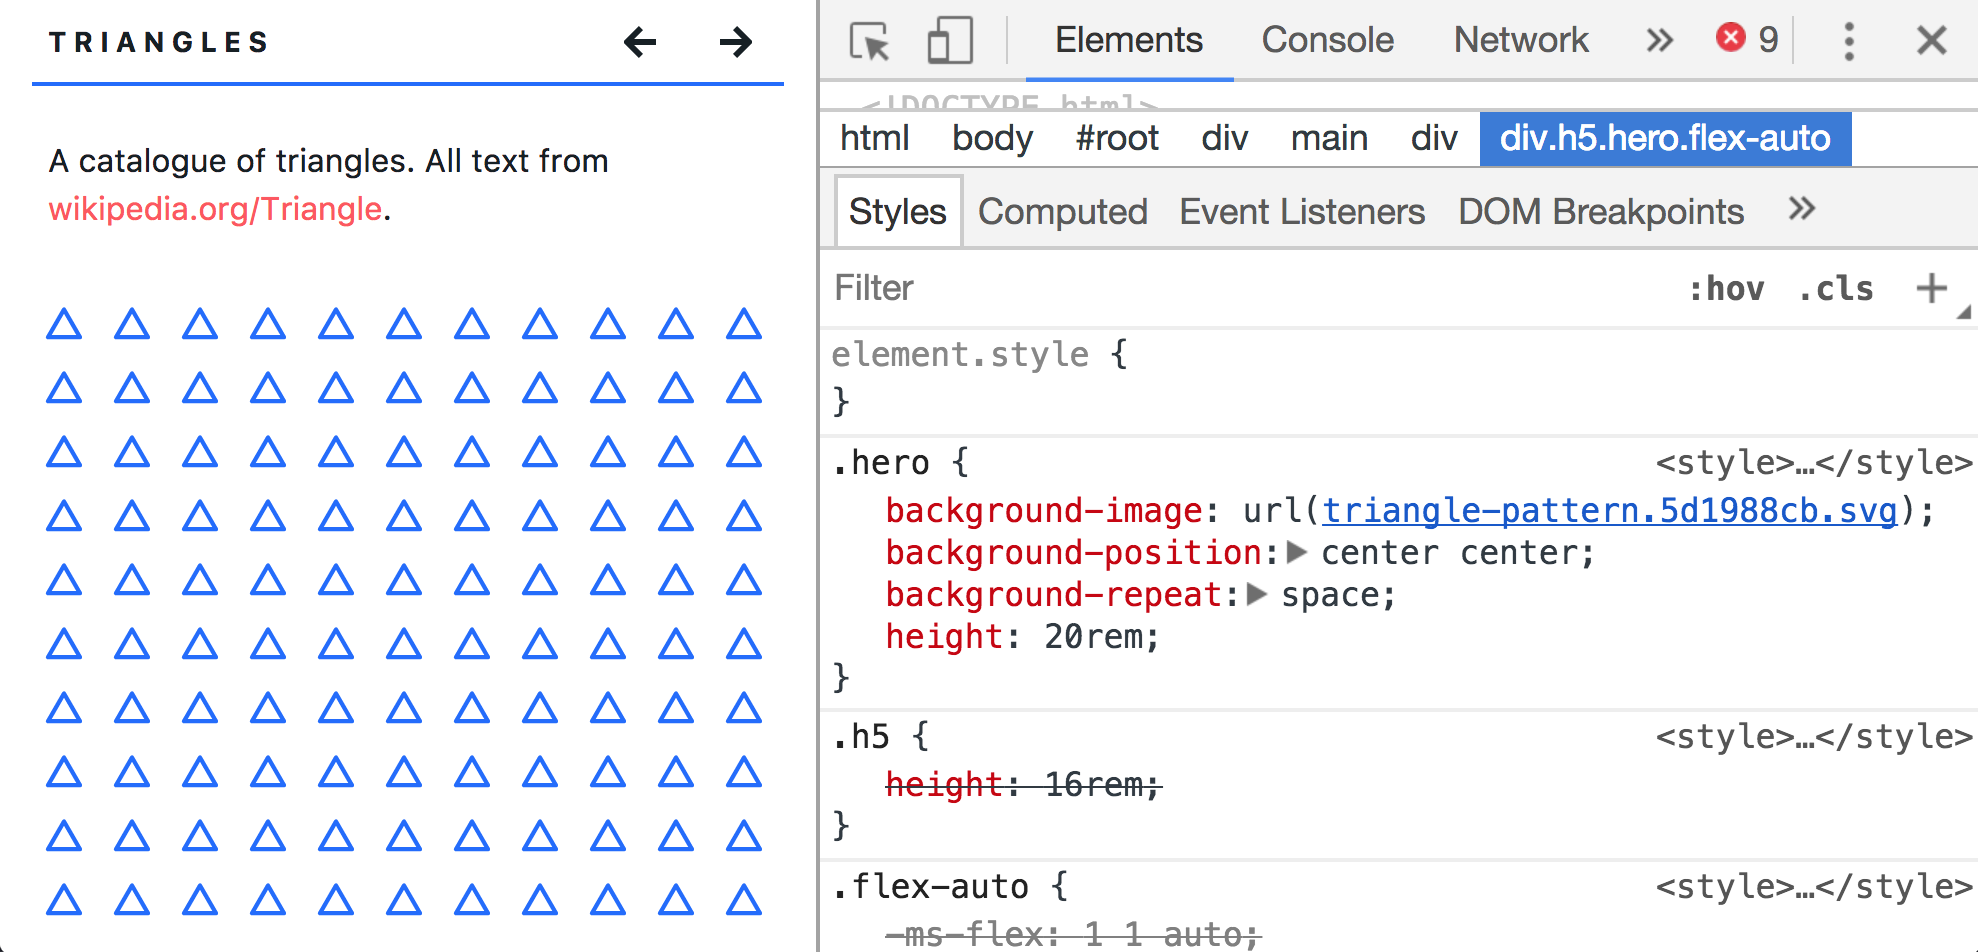 TRIANGLES
A catalogue of triangles. All text from
wikipedia.org/Triangle.
Elements Console Network » 9
<!DOCTYPE html>
html body #root div main div div.h5.hero.flex-auto
Styles Computed Event Listeners DOM Breakpoints »
Filter :hov .cls +
element.style {
}
.hero { <style>…</style>
background-image: url(triangle-pattern.5d1988cb.svg);
background-position: center center;
background-repeat: space;
height: 20rem;
}
.h5 { <style>…</style>
height: 16rem;
}
.flex-auto { <style>…</style>
-ms-flex: 1 1 auto;